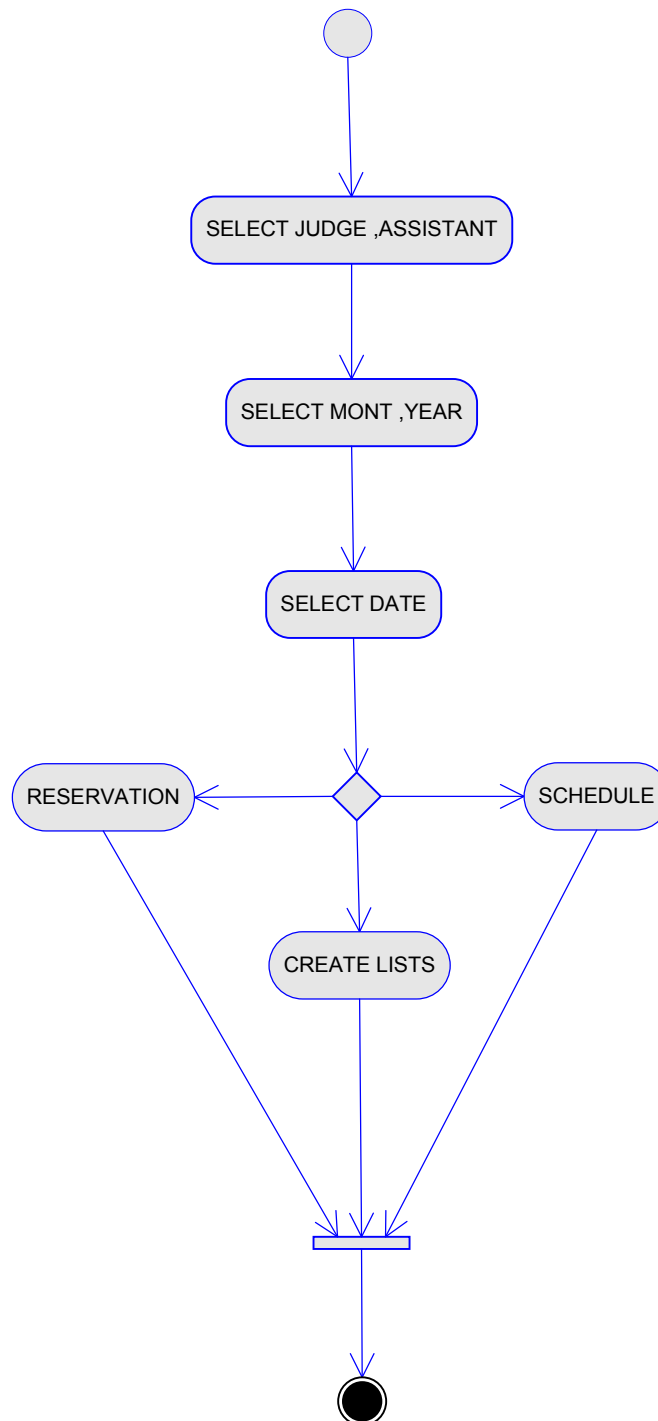 SELECT JUDGE ,ASSISTANT
SELECT MONT ,YEAR
SELECT DATE
RESERVATION
SCHEDULE
CREATE LISTS